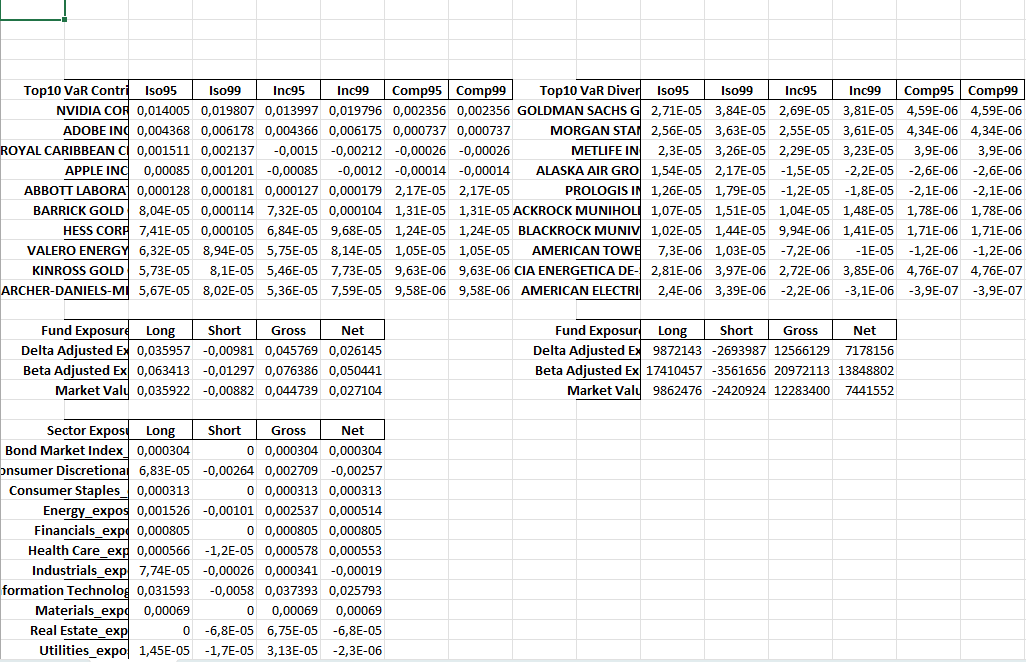 Top10 VaR Contri Iso95 Iso99 Inc95 Inc99 Comp95 Comp99 Top10 VaR Diver Iso95 Iso99 Inc95 Inc99 Comp95 Comp99
NVIDIA COR 0,014005 0,019807 0,013997 0,019796 0,002356 0,002356 GOLDMAN SACHS G 2,71E-05 3,84E-05 2,69E-05 3,81E-05 4,59E-06 4,59E-06
ADOBE INC 0,004368 0,006178 0,004366 0,006175 0,000737 0,000737 MORGAN STAN 2,56E-05 3,63E-05 2,55E-05 3,61E-05 4,34E-06 4,34E-06
ROYAL CARIBBEAN C 0,001511 0,002137 -0,0015 -0,00212 -0,00026 -0,00026 METLIFE IN 2,3E-05 3,26E-05 2,29E-05 3,23E-05 3,9E-06 3,9E-06
APPLE INC 0,00085 0,001201 -0,00085 -0,0012 -0,00014 -0,00014 ALASKA AIR GRO 1,54E-05 2,17E-05 -1,5E-05 -2,2E-05 -2,6E-06 -2,6E-06
ABBOTT LABORAT 0,000128 0,000181 0,000127 0,000179 2,17E-05 2,17E-05 PROLOGIS IN 1,26E-05 1,79E-05 -1,2E-05 -1,8E-05 -2,1E-06 -2,1E-06
BARRICK GOLD 8,04E-05 0,000114 7,32E-05 0,000104 1,31E-05 1,31E-05 ACKROCK MUNIHOLI 1,07E-05 1,51E-05 1,04E-05 1,48E-05 1,78E-06 1,78E-06
HESS CORP 7,41E-05 0,000105 6,84E-05 9,68E-05 1,24E-05 1,24E-05 BLACKROCK MUNIV 1,02E-05 1,44E-05 9,94E-06 1,41E-05 1,71E-06 1,71E-06
VALERO ENERGY 6,32E-05 8,94E-05 5,75E-05 8,14E-05 1,05E-05 1,05E-05 AMERICAN TOWE 7,3E-06 1,03E-05 -7,2E-06 -1E-05 -1,2E-06 -1,2E-06
KINROSS GOLD 5,73E-05 8,1E-05 5,46E-05 7,73E-05 9,63E-06 9,63E-06 CIA ENERGETICA DE- 2,81E-06 3,97E-06 2,72E-06 3,85E-06 4,76E-07 4,76E-07
ARCHER-DANIELS-MI 5,67E-05 8,02E-05 5,36E-05 7,59E-05 9,58E-06 9,58E-06 AMERICAN ELECTRI 2,4E-06 3,39E-06 -2,2E-06 -3,1E-06 -3,9E-07 -3,9E-07
Fund Exposure Long Short Gross Net Fund Exposur Long Short Gross Net
Delta Adjusted Ex 0,035957 -0,00981 0,045769 0,026145 Delta Adjusted Ex 9872143 -2693987 12566129 7178156
Beta Adjusted Ex 0,063413 -0,01297 0,076386 0,050441 Beta Adjusted Ex 17410457 -3561656 20972113 13848802
Market Valu 0,035922 -0,00882 0,044739 0,027104 Market Valu 9862476 -2420924 12283400 7441552
Sector Exposu Long Short Gross Net
Bond Market Index_ 0,000304 0 0,000304 0,000304
onsumer Discretionar 6,83E-05 -0,00264 0,002709 -0,00257
Consumer Staples_ 0,000313 0 0,000313 0,000313
Energy_expos 0,001526 -0,00101 0,002537 0,000514
Financials_expo 0,000805 0 0,000805 0,000805
Health Care_exp 0,000566 -1,2E-05 0,000578 0,000553
Industrials_exp 7,74E-05 -0,00026 0,000341 -0,00019
formation Technolog 0,031593 -0,0058 0,037393 0,025793
Materials_expo 0,00069 0 0,00069 0,00069
Real Estate_exp 0 -6,8E-05 6,75E-05 -6,8E-05
Utilities_expo 1,45E-05 -1,7E-05 3,13E-05 -2,3E-06